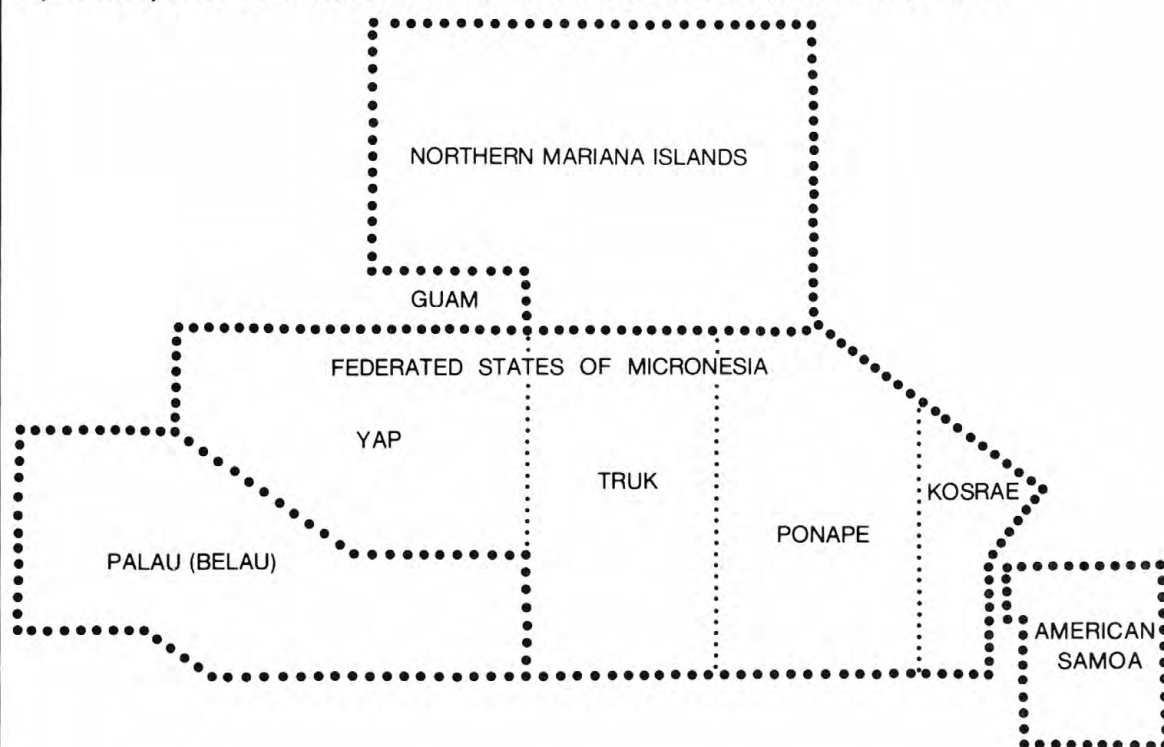 NORTHERN MARIANA ISLANDS
GUAM
FEDERATED STATES OF MICRONESIA
YAP
TRUK
KOSRAE
PONAPE
PALAU (BELAU)
AMERICAN
SAMOA